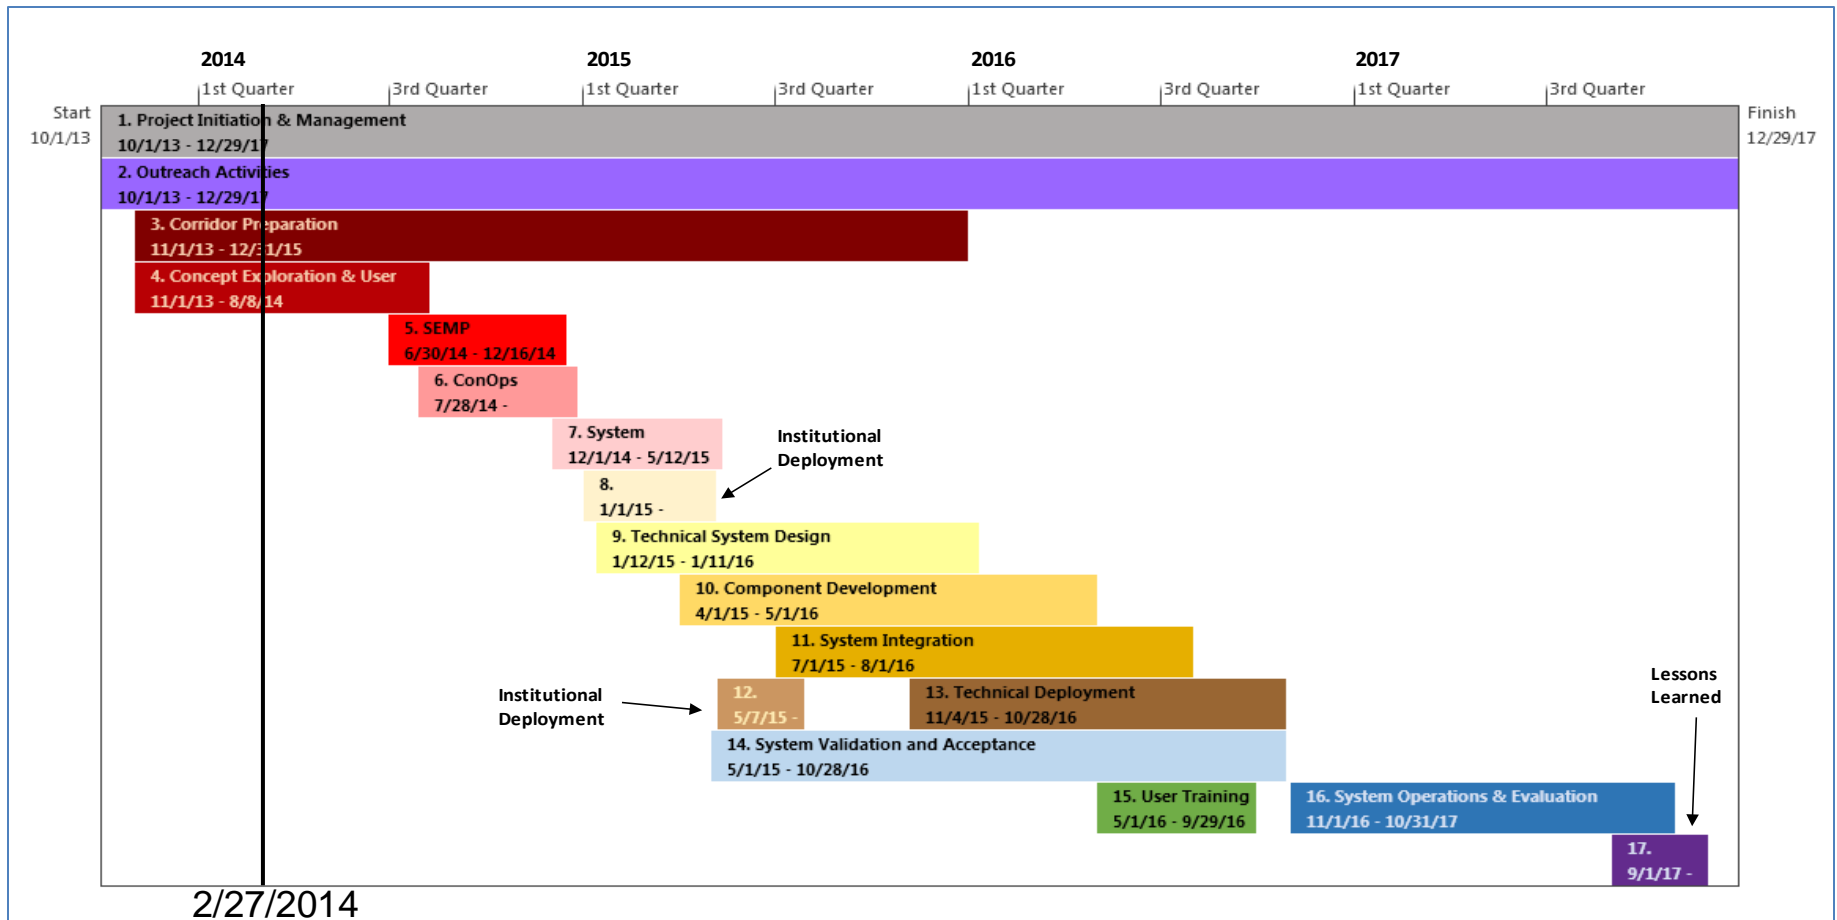 2014
2015
2016
2017
1st Quarter
3rd Quarter
1st Quarter
3rd Quarter
1st Quarter
3rd Quarter
1st Quarter
3rd Quarter
Start
10/1/13
Finish
12/29/17
1. Project Initiation & Management
10/1/13 - 12/29/17
2. Outreach Activities
10/1/13 - 12/29/17
3. Corridor Preparation
11/1/13 - 12/31/15
4. Concept Exploration & User
11/1/13 - 8/8/14
5. SEMP
6/30/14 - 12/16/14
6. ConOps
7/28/14 -
7. System
12/1/14 - 5/12/15
Institutional
Deployment
8.
1/1/15 -
9. Technical System Design
1/12/15 - 1/11/16
10. Component Development
4/1/15 - 5/1/16
11. System Integration
7/1/15 - 8/1/16
Institutional
Deployment
12.
5/7/15 -
13. Technical Deployment
11/4/15 - 10/28/16
Lessons
Learned
14. System Validation and Acceptance
5/1/15 - 10/28/16
15. User Training
5/1/16 - 9/29/16
16. System Operations & Evaluation
11/1/16 - 10/31/17
17.
9/1/17 -
2/27/2014